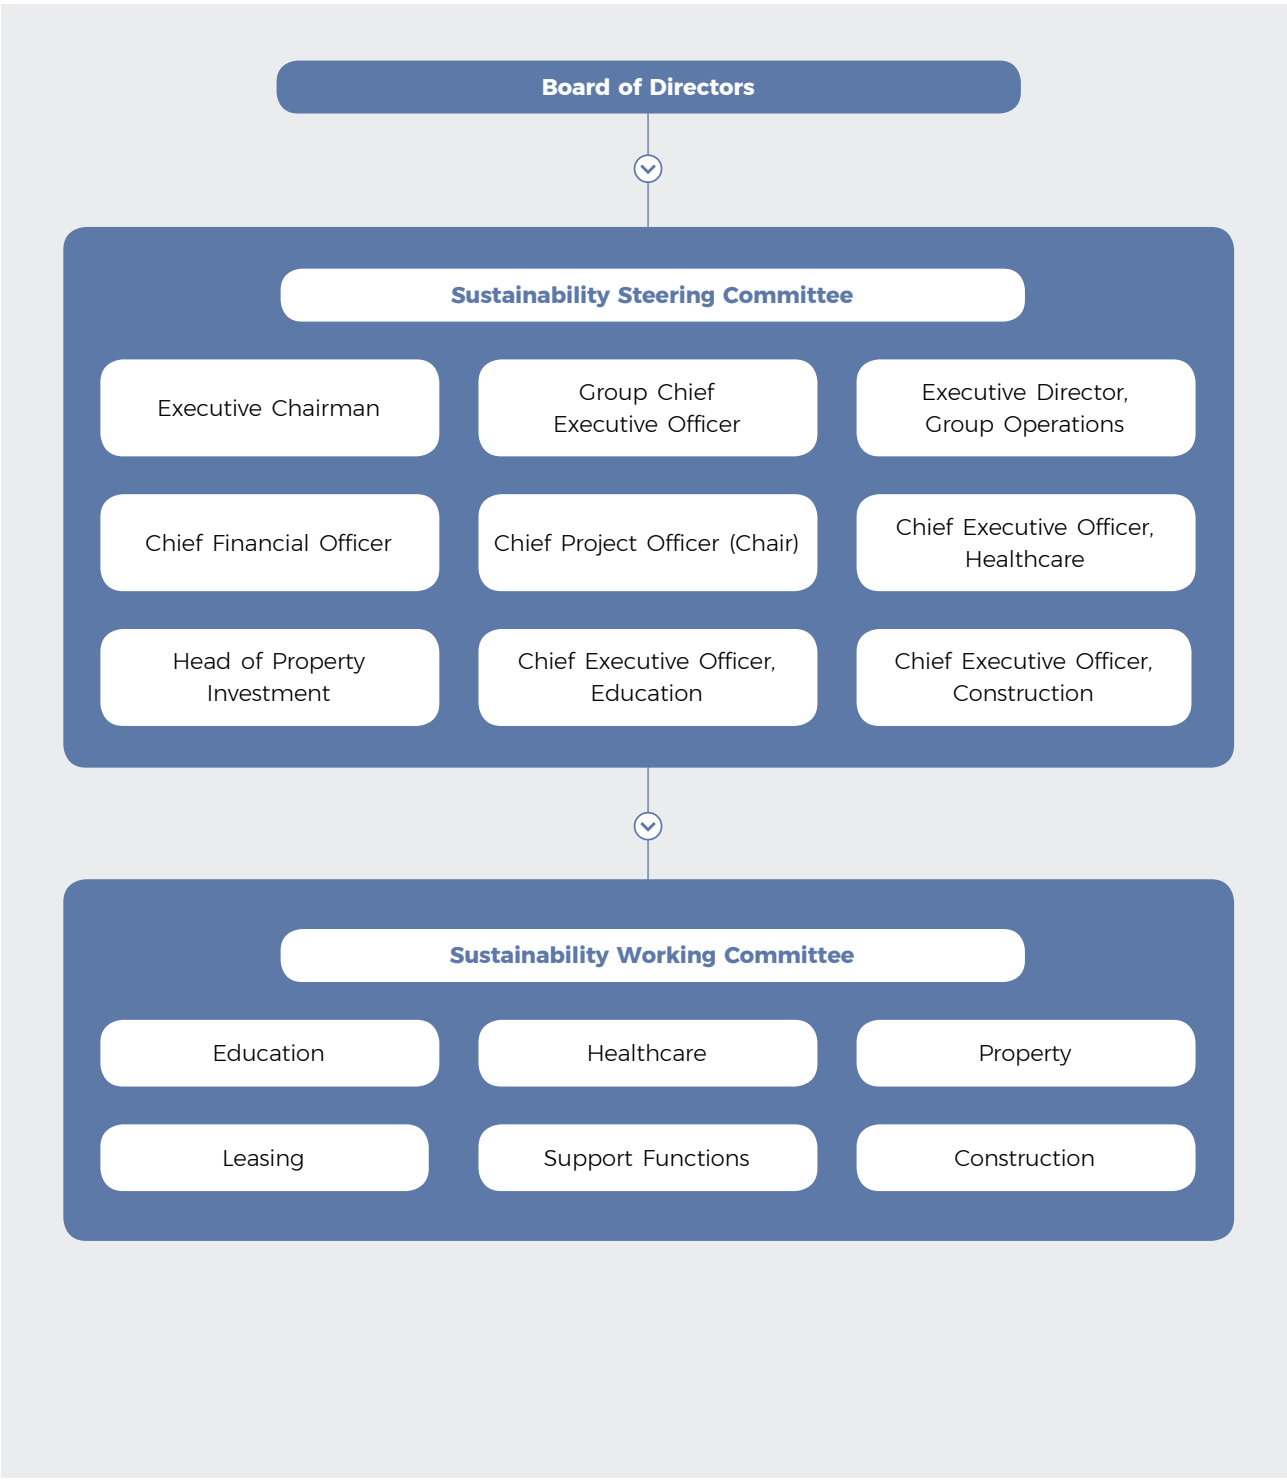 Board of Directors
Sustainability Steering Committee
Executive Chairman
Group Chief
Executive Officer
Executive Director,
Group Operations
Chief Financial Officer
Chief Project Officer (Chair)
Chief Executive Officer,
Healthcare
Head of Property
Investment
Chief Executive Officer,
Education
Chief Executive Officer,
Construction
Sustainability Working Committee
Education
Healthcare
Property
Leasing
Support Functions
Construction